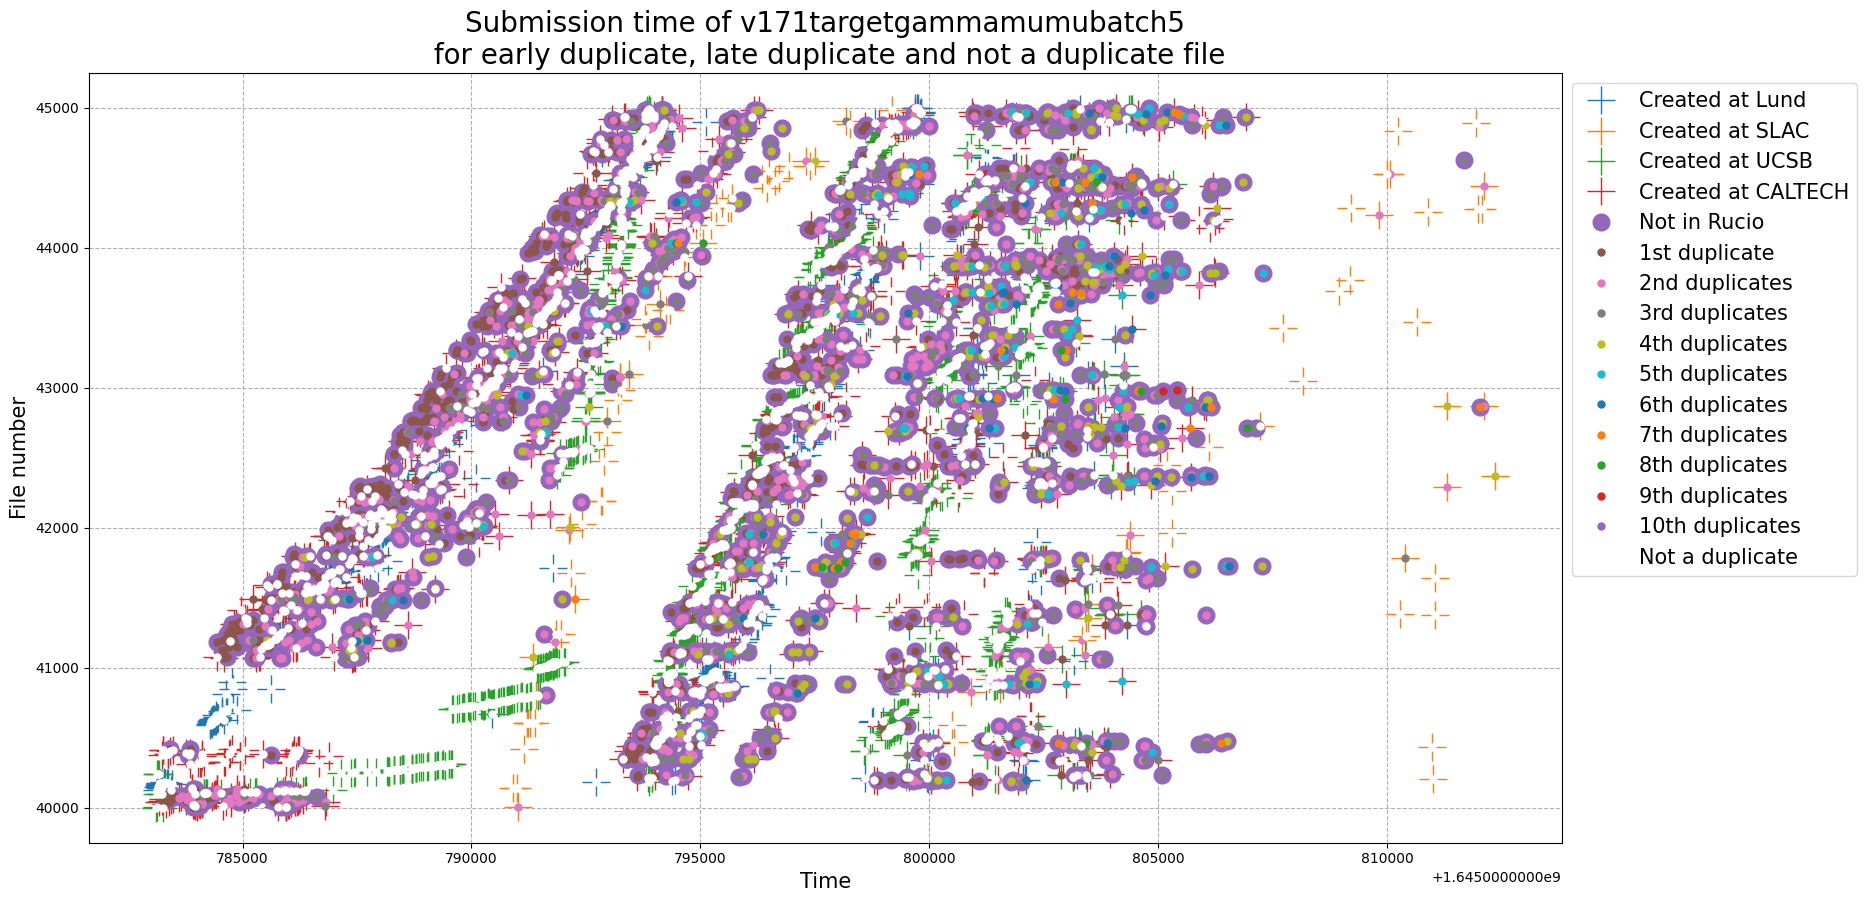 Submission time of v171targetgammamumubatch5
for early duplicate, late duplicate and not a duplicate file
File number
45000
44000
43000
42000
41000
40000
785000
790000
795000
800000
805000
810000
+1.6450000000e9
Time
Created at Lund
Created at SLAC
Created at UCSB
Created at CALTECH
Not in Rucio
1st duplicate
2nd duplicates
3rd duplicates
4th duplicates
5th duplicates
6th duplicates
7th duplicates
8th duplicates
9th duplicates
10th duplicates
Not a duplicate